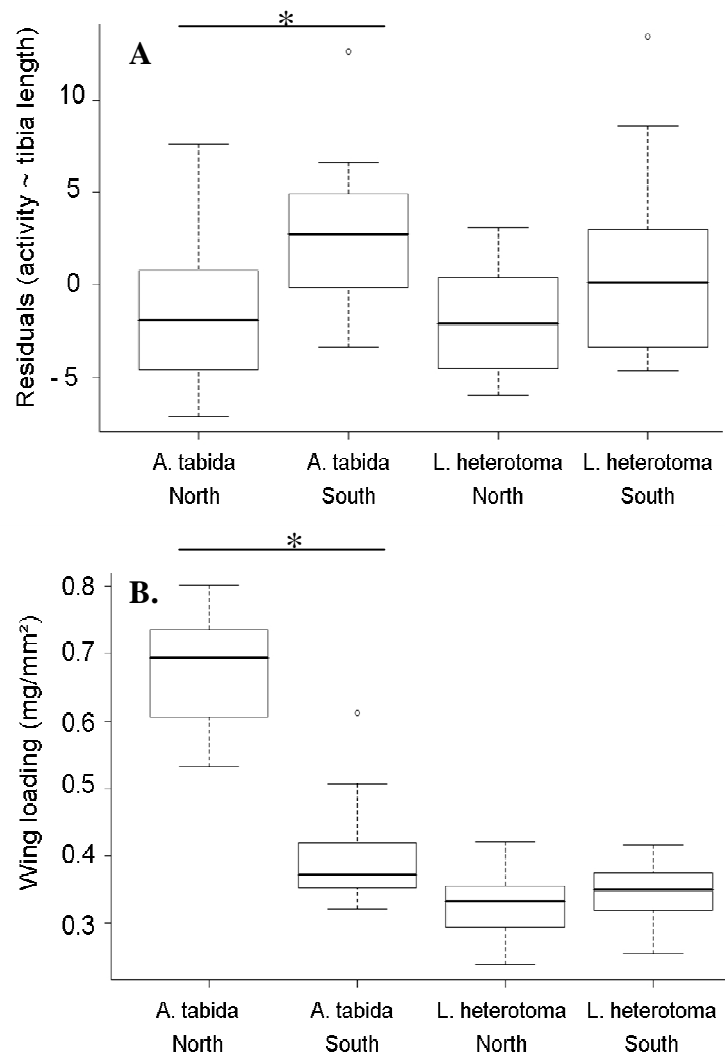 *
A
Residuals (activity ~ tibia length)
10
5
0
-5
A. tabida
North
A. tabida
South
L. heterotoma
North
L. heterotoma
South
*
B.
Wing loading (mg/mm²)
0.8
0.7
0.6
0.5
0.4
0.3
A. tabida
North
A. tabida
South
L. heterotoma
North
L. heterotoma
South